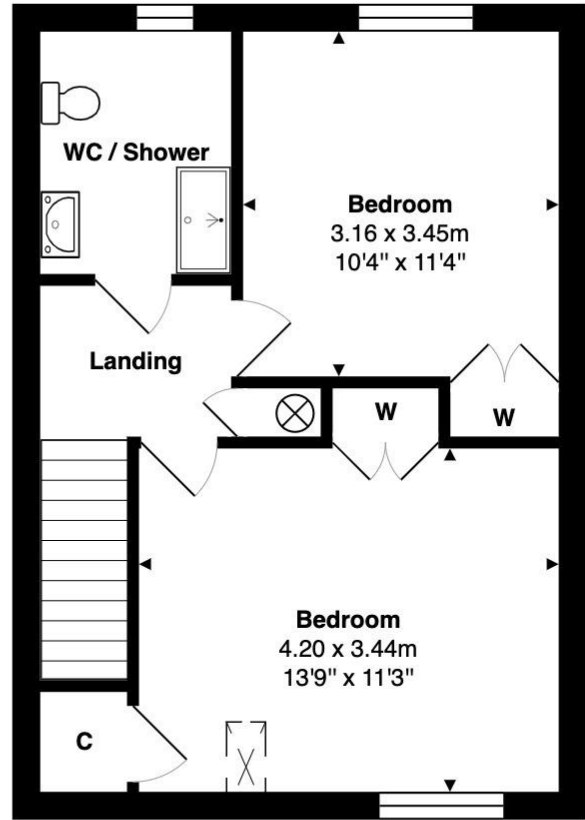 WC / Shower
Bedroom
3.16 x 3.45m
10'4" x 11'4"
Landing
W
W
Bedroom
4.20 x 3.44m
13'9" x 11'3"
C